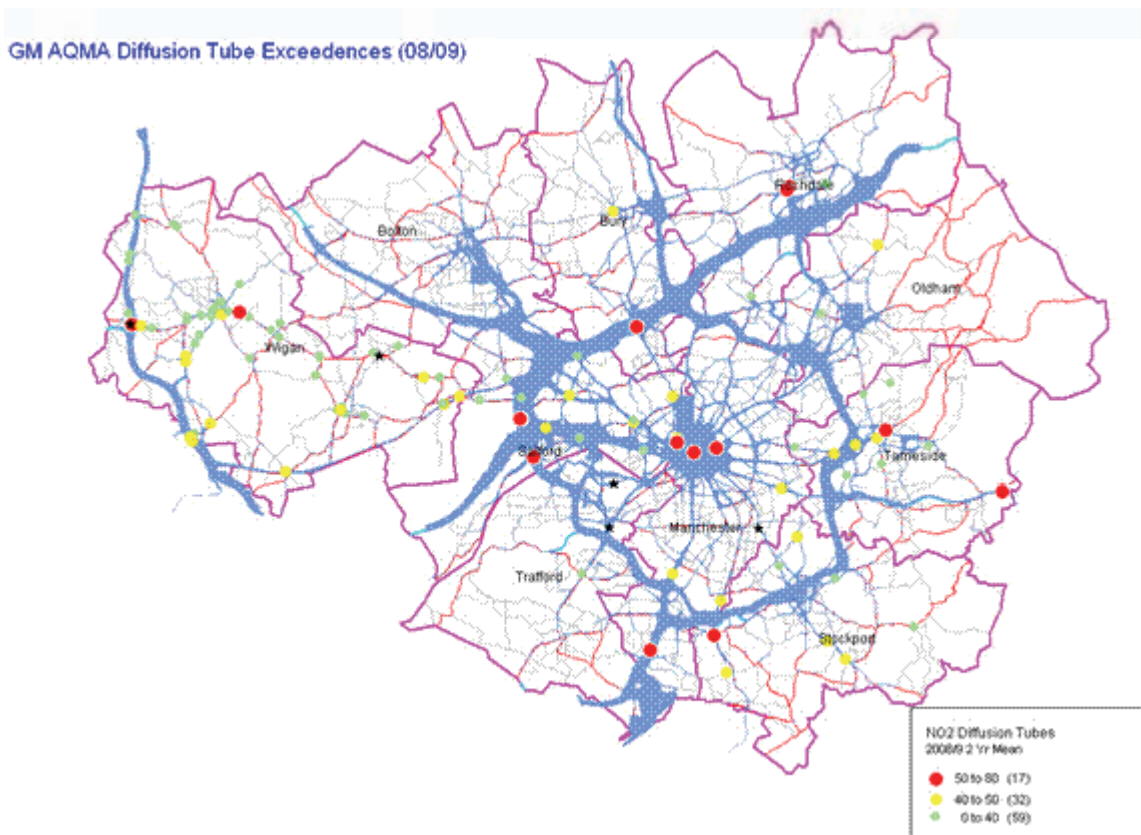 GM AQMA Diffusion Tube Exceedences (08/09)
Rochdale
Bury
Bolton
Oldham
Wigan
Salford
Tameside
Manchester
Trafford
Stockport
NO2 Diffusion Tubes
2008/9 2 Yr Mean
50 to 80 (17)
40 to 50 (32)
0 to 40 (59)